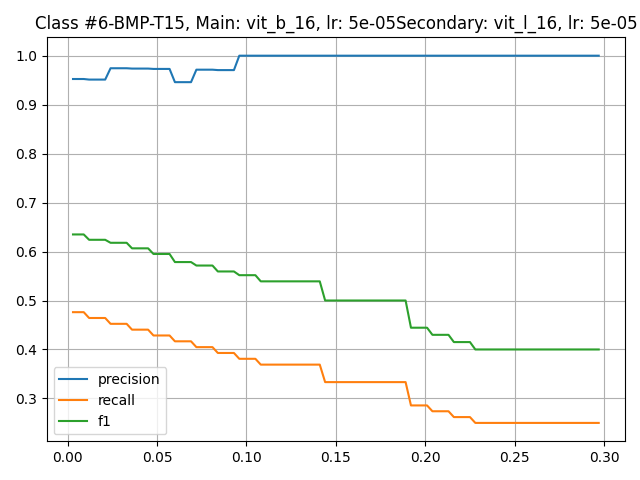 Class #6-BMP-T15, Main: vit_b_16, lr: 5e-05Secondary: vit_l_16, lr: 5e-05
1.0
0.9
0.8
0.7
0.6
0.5
0.4
0.3
precision
recall
f1
0.00 0.05 0.10 0.15 0.20 0.25 0.30